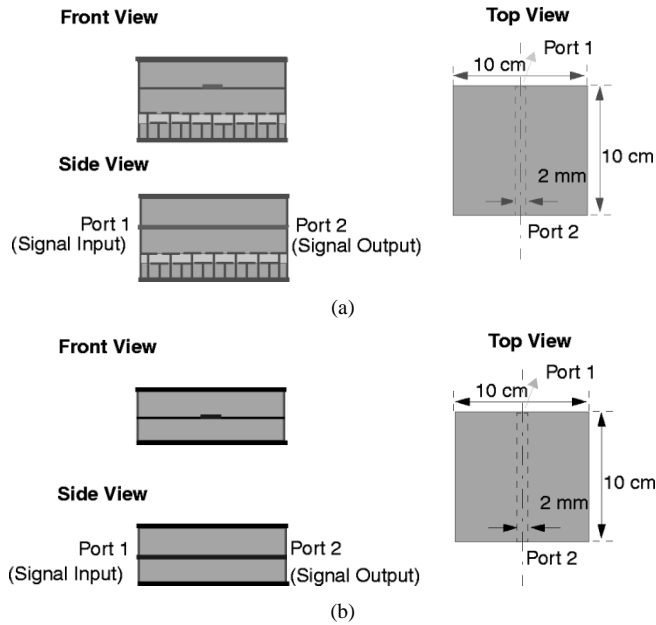 Front View
Top View
Port 1
10 cm
10 cm
2 mm
Port 2
Side View
Port 1
(Signal Input)
Port 2
(Signal Output)
(a)
Front View
Top View
Port 1
10 cm
10 cm
2 mm
Port 2
Side View
Port 1
(Signal Input)
Port 2
(Signal Output)
(b)